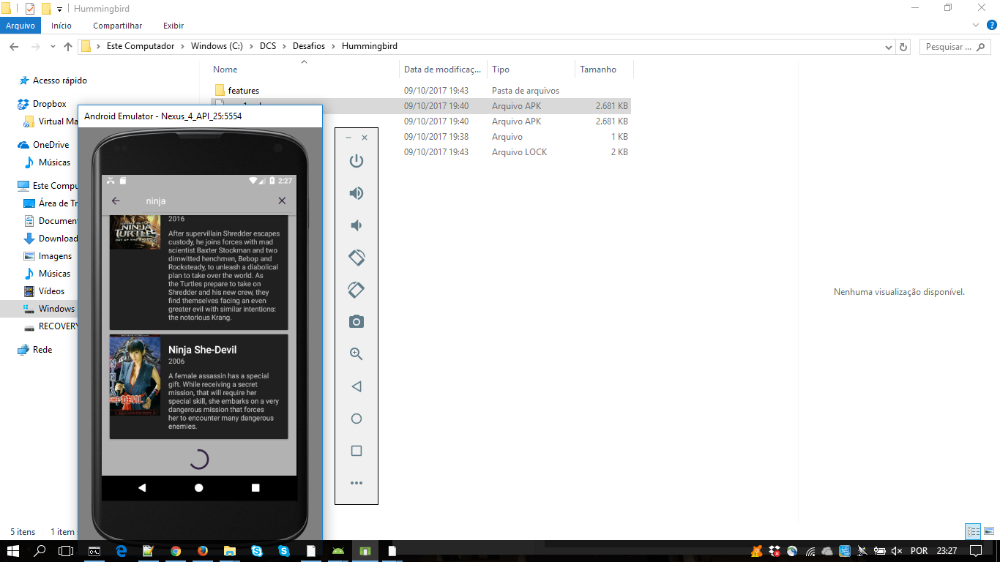 Hummingbird
Arquivo Início Compartilhar Exibir
Este Computador Windows (C:) DCS Desafios Hummingbird
Pesquisar ...
Nome Data de modificaç... Tipo Tamanho
Acesso rápido
Dropbox
Virtual Ma
OneDrive
Músicas
Este Compu
Área de Tr
Document
Download
Imagens
Músicas
Vídeos
Windows
RECOVERY
Rede
features 09/10/2017 19:43 Pasta de arquivos
09/10/2017 19:40 Arquivo APK 2.681 KB
09/10/2017 19:40 Arquivo APK 2.681 KB
09/10/2017 19:38 Arquivo 1 KB
09/10/2017 19:43 Arquivo LOCK 2 KB
Android Emulator - Nexus_4_API_25:5554
2:27
ninja
NINJA
TURTLES
OUT OF THE SHADOWS
2016
After supervillain Shredder escapes
custody, he joins forces with mad
scientist Baxter Stockman and two
dimwitted henchmen, Bebop and
Rocksteady, to unleash a diabolical
plan to take over the world. As
the Turtles prepare to take on
Shredder and his new crew, they
find themselves facing an even
greater evil with similar intentions:
the notorious Krang.
NINJA
SHE-DEVIL
Ninja She-Devil
2006
A female assassin has a special
gift. While receiving a secret
mission, that will require her
special skill, she embarks on a very
dangerous mission that forces
her to encounter many dangerous
enemies.
Nenhuma visualização disponível.
5 itens 1 item
POR 23:27